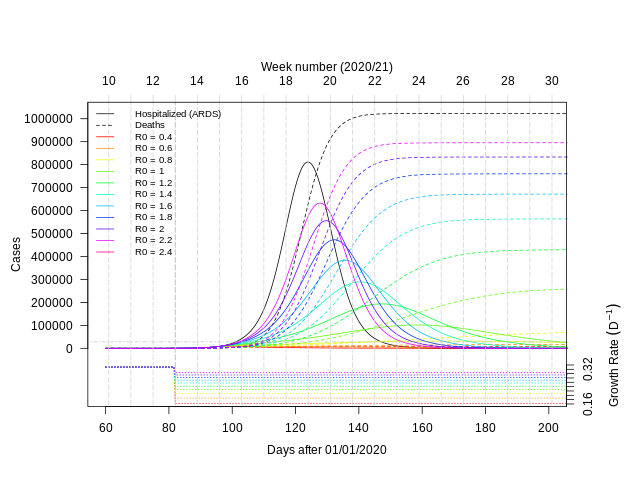 Week number (2020/21)
10 12 14 16 18 20 22 24 26 28 30
Cases
1000000
900000
800000
700000
600000
500000
400000
300000
200000
100000
0
Hospitalized (ARDS)
Deaths
R0 = 0.4
R0 = 0.6
R0 = 0.8
R0 = 1
R0 = 1.2
R0 = 1.4
R0 = 1.6
R0 = 1.8
R0 = 2
R0 = 2.2
R0 = 2.4
0.32
0.16
Growth Rate (D⁻¹)
60 80 100 120 140 160 180 200
Days after 01/01/2020